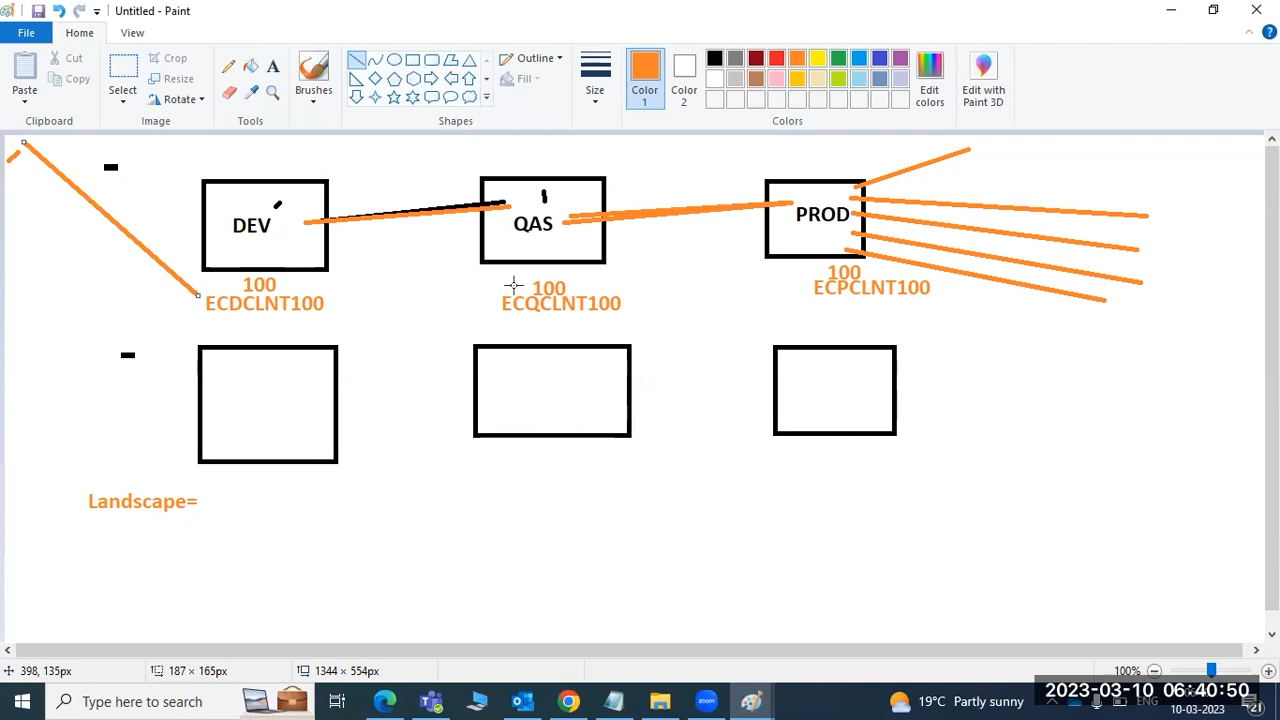 Untitled - Paint
File
Home
View
Paste
Cut
Copy
Clipboard
Select
Crop
Resize
Rotate
Image
A
Tools
Brushes
Outline
Fill
Shapes
Size
Color
1
Color
2
Edit
colors
Edit with
Paint 3D
Colors
DEV
QAS
PROD
100
ECDCLNT100
100
ECQCLNT100
100
ECPCLNT100
Landscape=
398, 135px
187 × 165px
1344 × 554px
100%
Type here to search
zoom
19°C Partly sunny
2023-03-10 06:40:50
ENG
10-03-2023
21